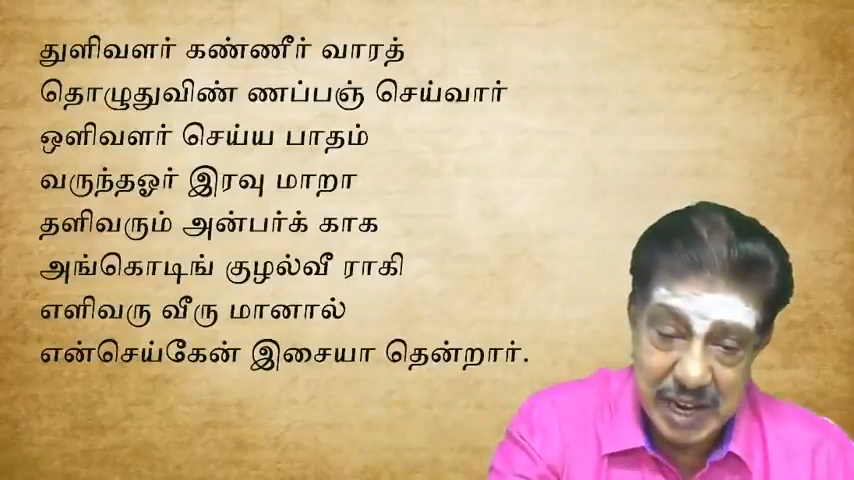 துளிவளர் கண்ணீர் வாரத்
தொழுதுவிண் ணப்பஞ் செய்வார்
ஒளிவளர் செய்ய பாதம்
வருந்தஓர் இரவு மாறா
தளிவரும் அன்பர்க் காக
அங்கொடிங் குழல்வீ ராகி
எளிவரு வீரு மானால்
என்செய்கேன் இசையா தென்றார்.